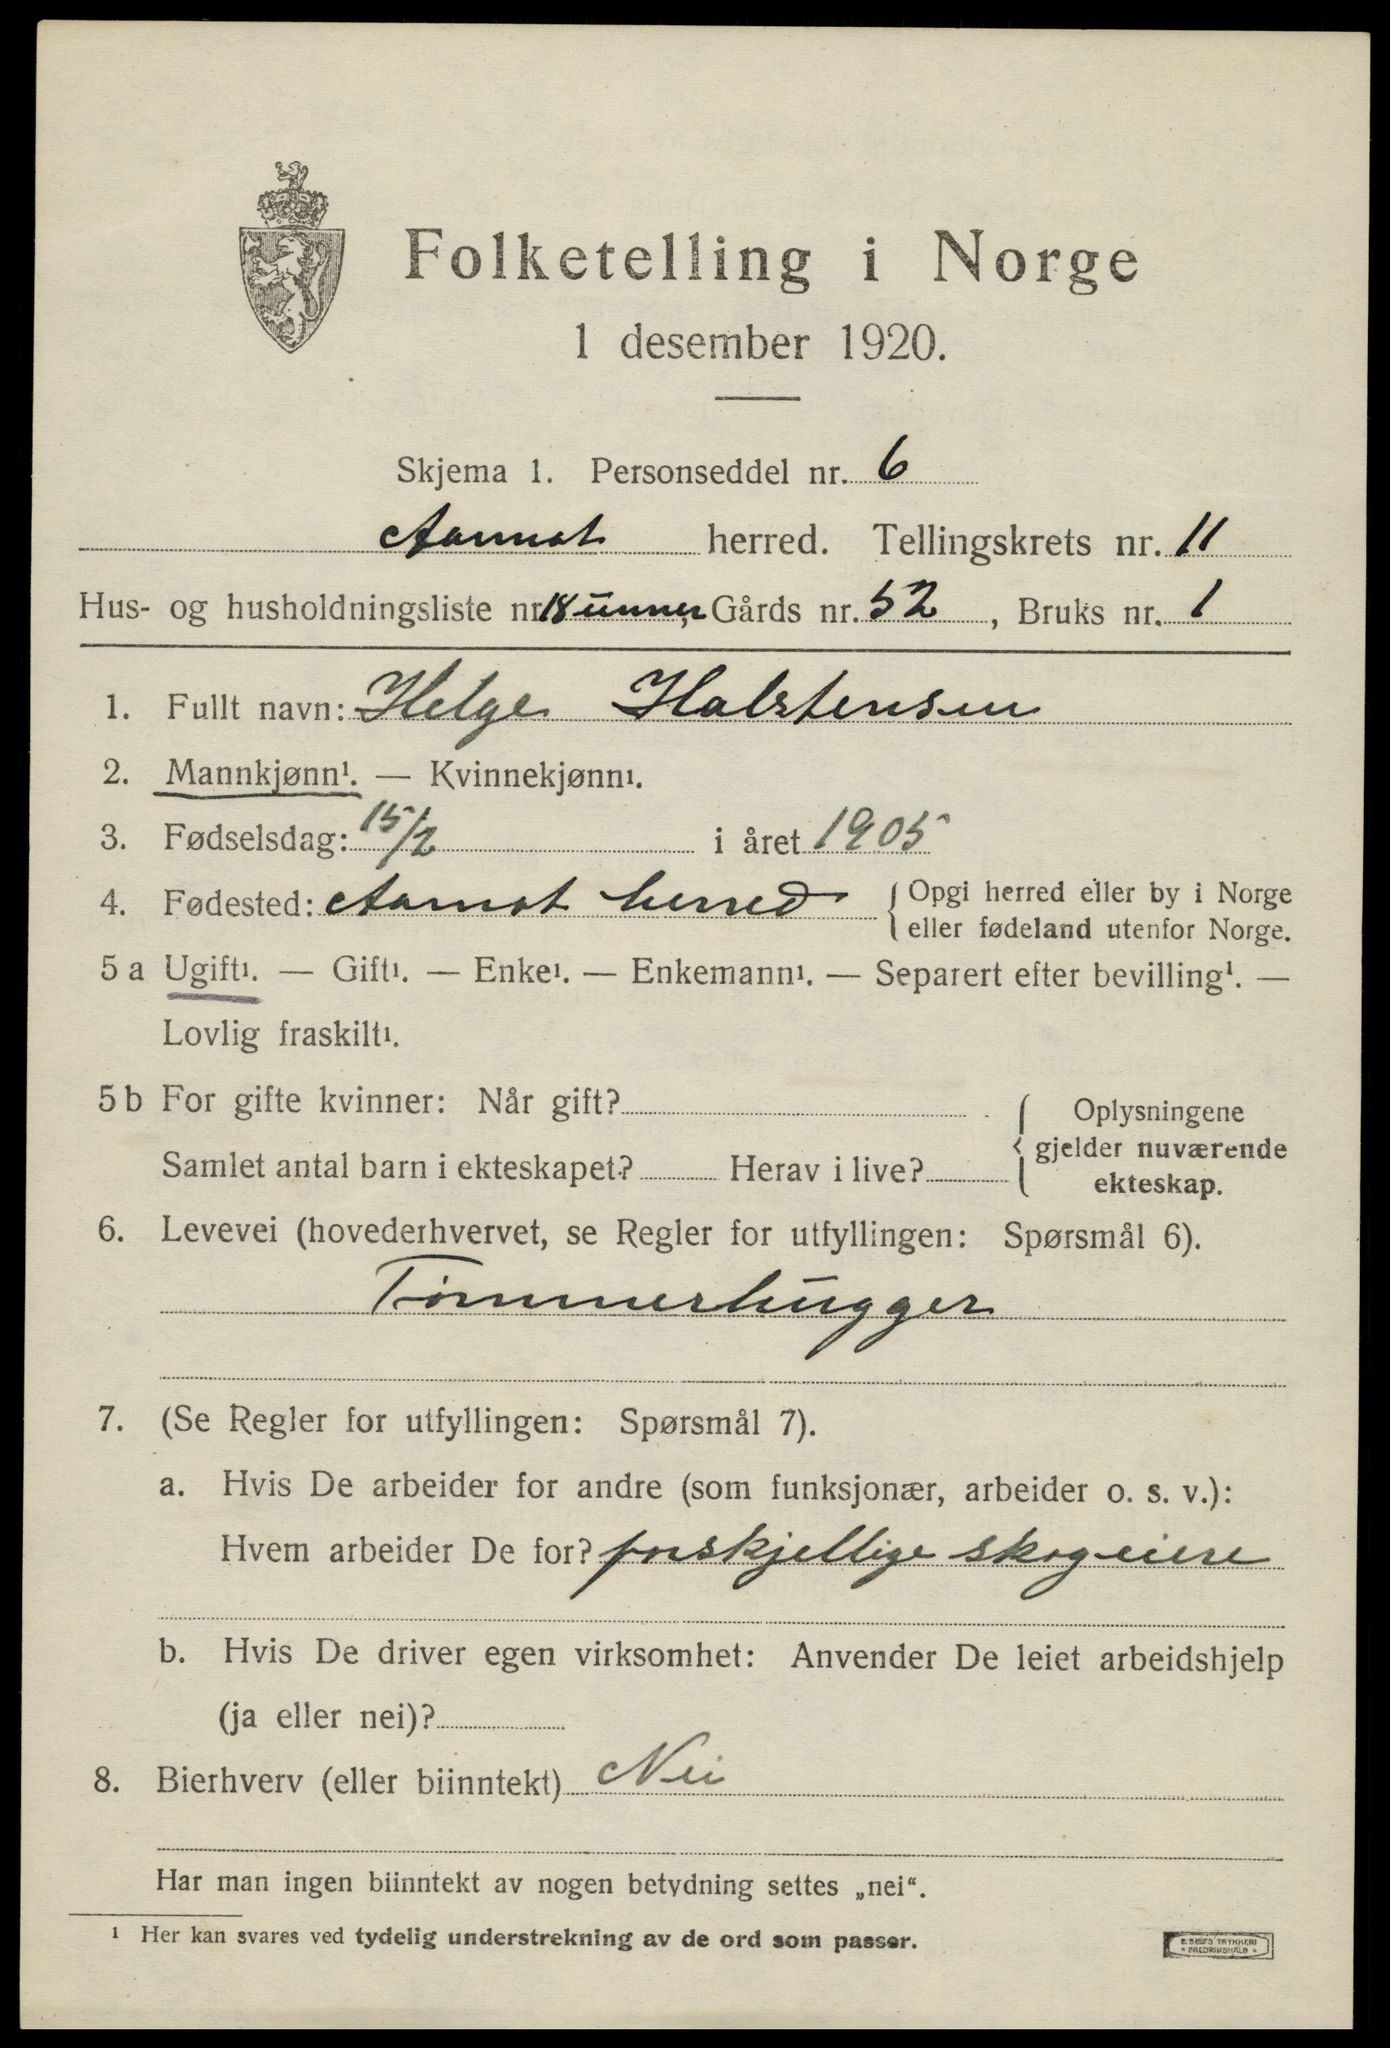 Folketelling i Norge
1 desember 1920.
Skjema 1. Personseddel nr. 6
Aamot herred. Tellingskrets nr. 11
Hus- og husholdningsliste nr. 18 Gårds nr. 52, Bruks nr. 1
1. Fullt navn: Helge Halstensen
2. Mannkjønn¹. — Kvinnekjønn¹.
3. Fødselsdag: 15/2 i året 1905
4. Fødested: Aamot herred { Opgi herred eller by i Norge
eller fødeland utenfor Norge.
5 a Ugift¹. — Gift¹. — Enke¹. — Enkemann¹. — Separert efter bevilling¹. —
Lovlig fraskilt¹.
5 b For gifte kvinner: Når gift?
Samlet antal barn i ekteskapet? Herav i live?
{ Oplysningene
gjelder nuværende
ekteskap.
6. Levevei (hovederhvervet, se Regler for utfyllingen: Spørsmål 6).
Tømmerhugger
7. (Se Regler for utfyllingen: Spørsmål 7).
a. Hvis De arbeider for andre (som funksjonær, arbeider o. s. v.):
Hvem arbeider De for? forskjellige skogeiere
b. Hvis De driver egen virksomhet: Anvender De leiet arbeidshjelp
(ja eller nei)?
8. Bierhverv (eller biinntekt) Nei
Har man ingen biinntekt av nogen betydning settes „nei“.
¹ Her kan svares ved tydelig understrekning av de ord som passer.
E. SEM'S TRYKKERI
FREDRIKSHALD